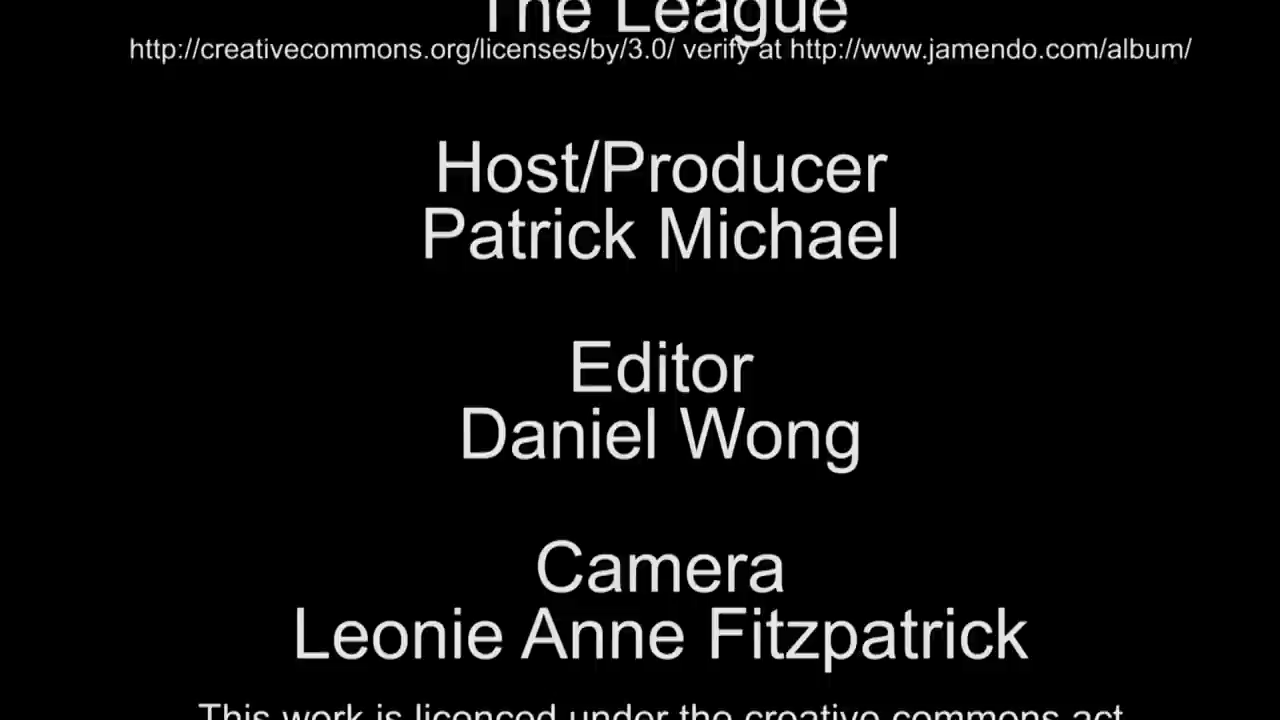 The League
http://creativecommons.org/licenses/by/3.0/ verify at http://www.jamendo.com/album/
Host/Producer
Patrick Michael
Editor
Daniel Wong
Camera
Leonie Anne Fitzpatrick
This work is licenced under the creative commons act